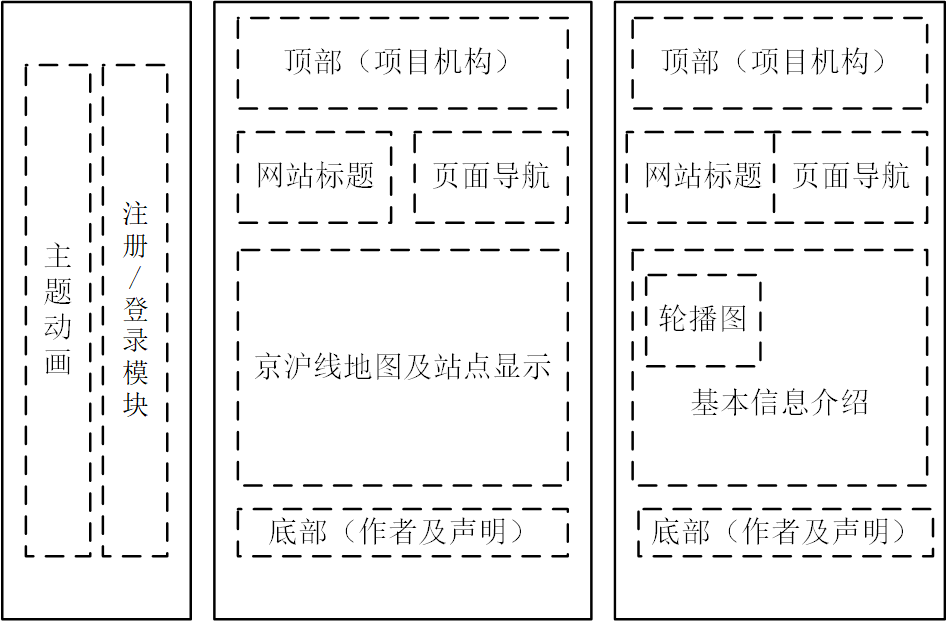 主题动画
注册/登录模块
顶部（项目机构）
网站标题
页面导航
京沪线地图及站点显示
底部（作者及声明）
顶部（项目机构）
网站标题
页面导航
轮播图
基本信息介绍
底部（作者及声明）